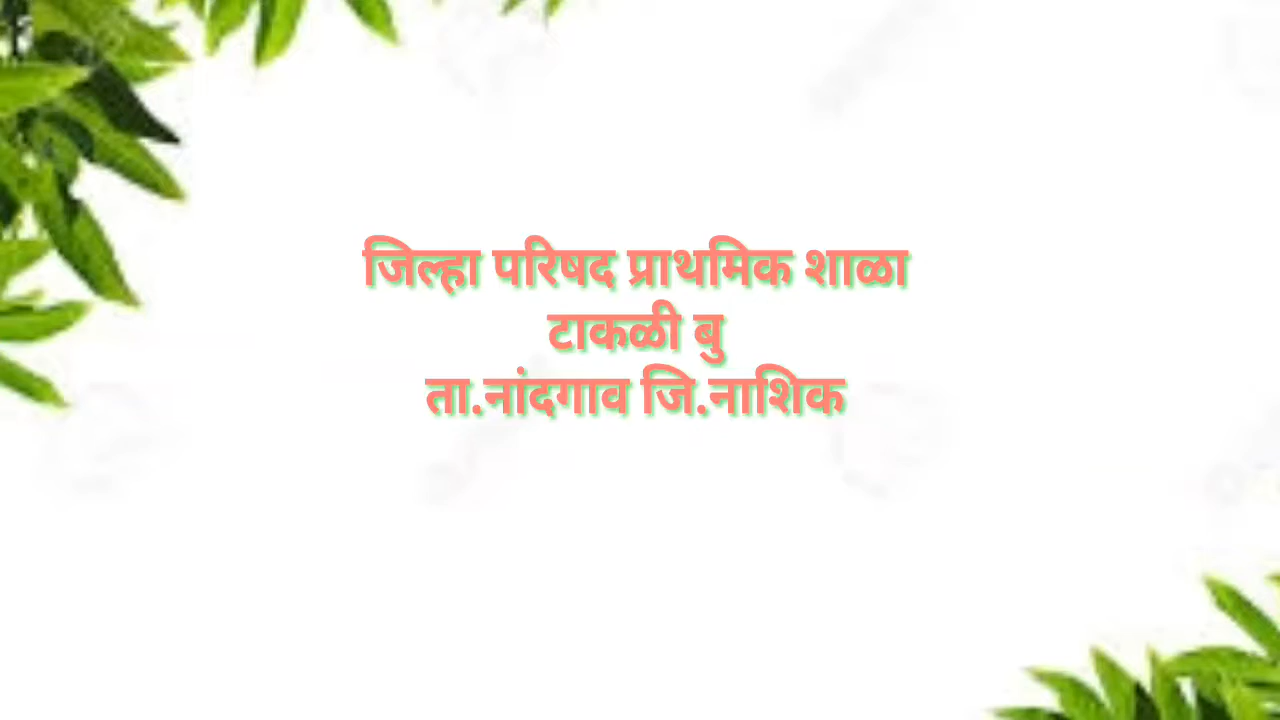 जिल्हा परिषद प्राथमिक शाळा
टाकळी बु
ता.नांदगाव जि.नाशिक